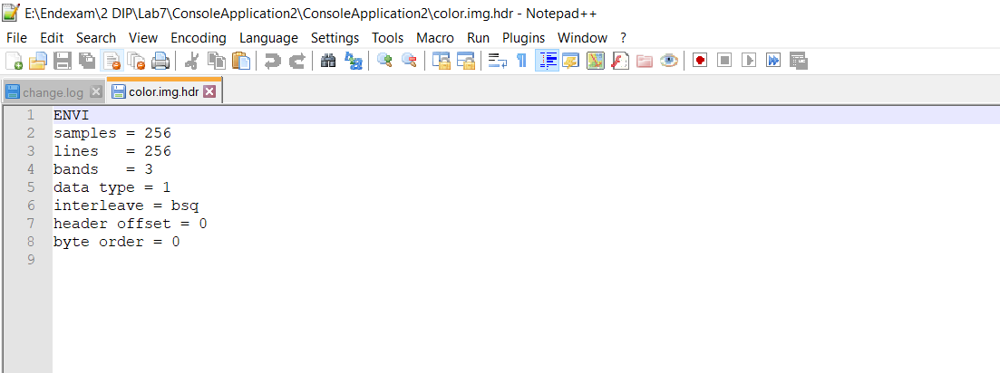 E:\Endexam\2 DIP\Lab7\ConsoleApplication2\ConsoleApplication2\color.img.hdr - Notepad++
File Edit Search View Encoding Language Settings Tools Macro Run Plugins Window ?
change.log color.img.hdr
1 ENVI
2 samples = 256
3 lines   = 256
4 bands   = 3
5 data type = 1
6 interleave = bsq
7 header offset = 0
8 byte order = 0
9